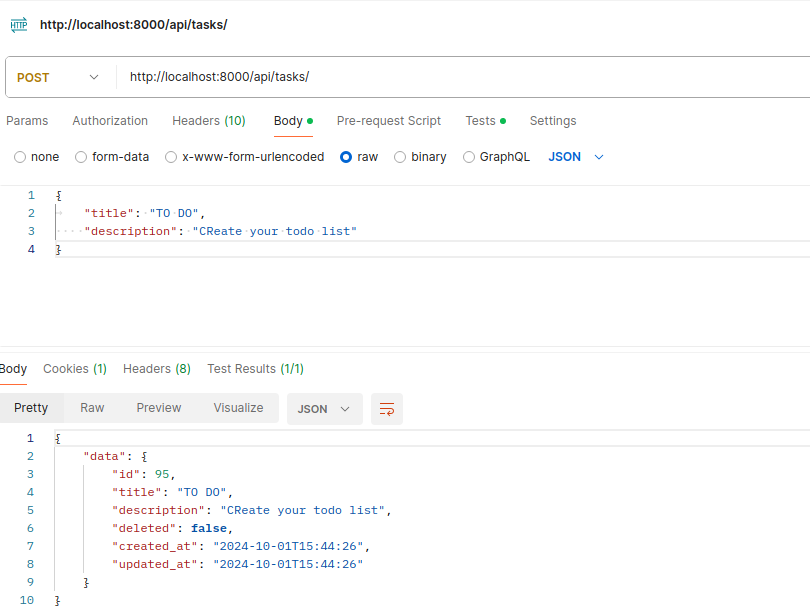 HTTP http://localhost:8000/api/tasks/
POST http://localhost:8000/api/tasks/
Params Authorization Headers (10) Body Pre-request Script Tests Settings
none form-data x-www-form-urlencoded raw binary GraphQL JSON
1 {
2 "title": "TO DO",
3 "description": "CReate your todo list"
4 }
Body Cookies (1) Headers (8) Test Results (1/1)
Pretty Raw Preview Visualize JSON
1 {
2 "data": {
3 "id": 95,
4 "title": "TO DO",
5 "description": "CReate your todo list",
6 "deleted": false,
7 "created_at": "2024-10-01T15:44:26",
8 "updated_at": "2024-10-01T15:44:26"
9 }
10 }